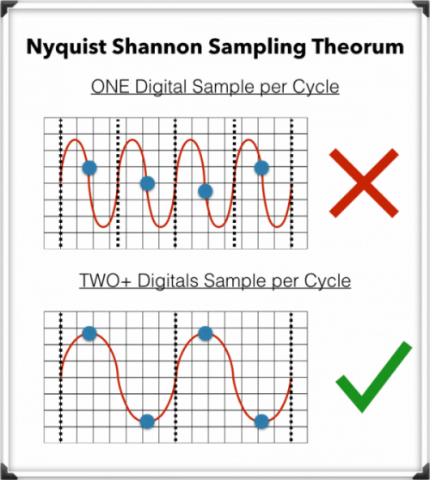 Nyquist Shannon Sampling Theorum
ONE Digital Sample per Cycle
TWO+ Digitals Sample per Cycle